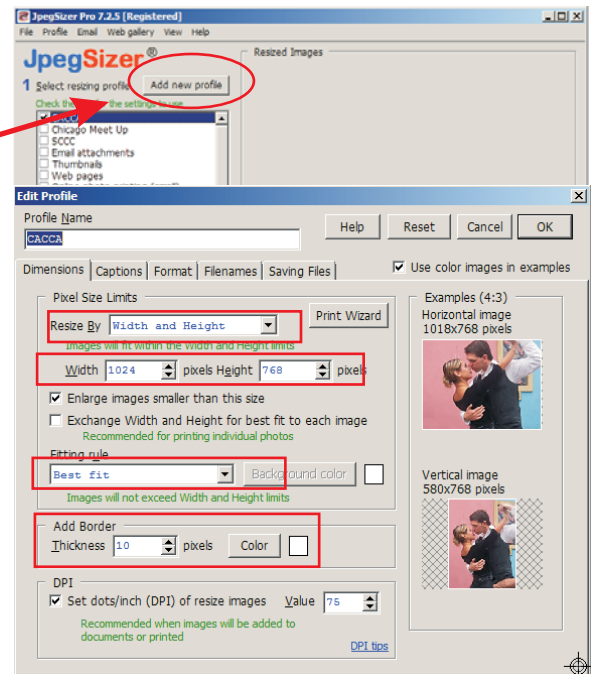 JpegSizer Pro 7.2.5 [Registered]
File Profile Email Web gallery View Help
JpegSizer®
Resized Images
1 Select resizing profile Add new profile
Check the the settings to use
CACCA
Chicago Meet Up
SCCC
Email attachments
Thumbnails
Web pages
Edit Profile
Profile Name
CACCA
Help Reset Cancel OK
Dimensions Captions Format Filenames Saving Files
Use color images in examples
Pixel Size Limits
Resize By Width and Height
Print Wizard
Images will fit within the Width and Height limits
Width 1024 pixels Height 768 pixels
Enlarge images smaller than this size
Exchange Width and Height for best fit to each image
Recommended for printing individual photos
Fitting rule
Best fit Background color
Images will not exceed Width and Height limits
Add Border
Thickness 10 pixels Color
DPI
Set dots/inch (DPI) of resize images Value 75
Recommended when images will be added to
documents or printed
DPI tips
Examples (4:3)
Horizontal image
1018x768 pixels
Vertical image
580x768 pixels